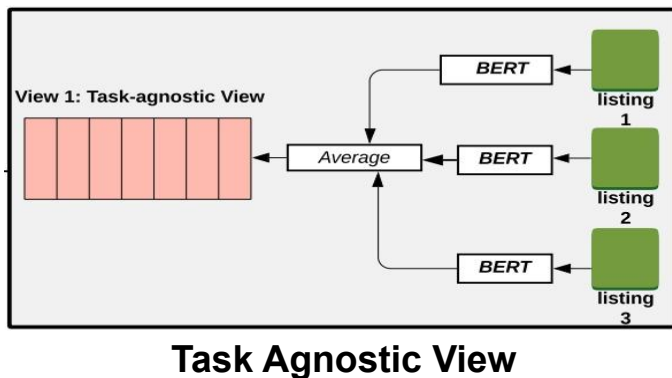 BERT
listing
1
View 1: Task-agnostic View
Average
BERT
listing
2
BERT
listing
3
Task Agnostic View